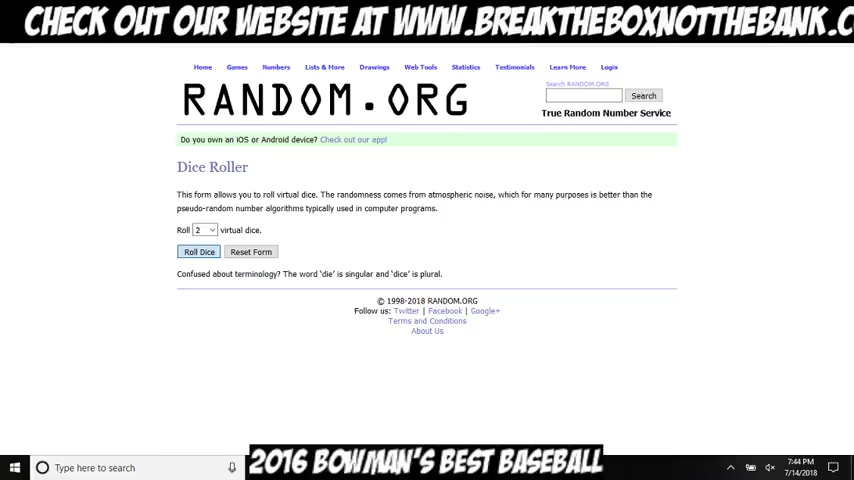 CHECK OUT OUR WEBSITE AT WWW.BREAKTHEBOXNOTTHEBANK.C
Home Games Numbers Lists & More Drawings Web Tools Statistics Testimonials Learn More Login
RANDOM.ORG
Search RANDOM.ORG
Search
True Random Number Service
Do you own an iOS or Android device? Check out our app!
Dice Roller
This form allows you to roll virtual dice. The randomness comes from atmospheric noise, which for many purposes is better than the
pseudo-random number algorithms typically used in computer programs.
Roll 2 virtual dice.
Roll Dice Reset Form
Confused about terminology? The word ‘die’ is singular and ‘dice’ is plural.
© 1998-2018 RANDOM.ORG
Follow us: Twitter | Facebook | Google+
Terms and Conditions
About Us
Type here to search
2016 BOWMAN'S BEST BASEBALL
7:44 PM
7/14/2018